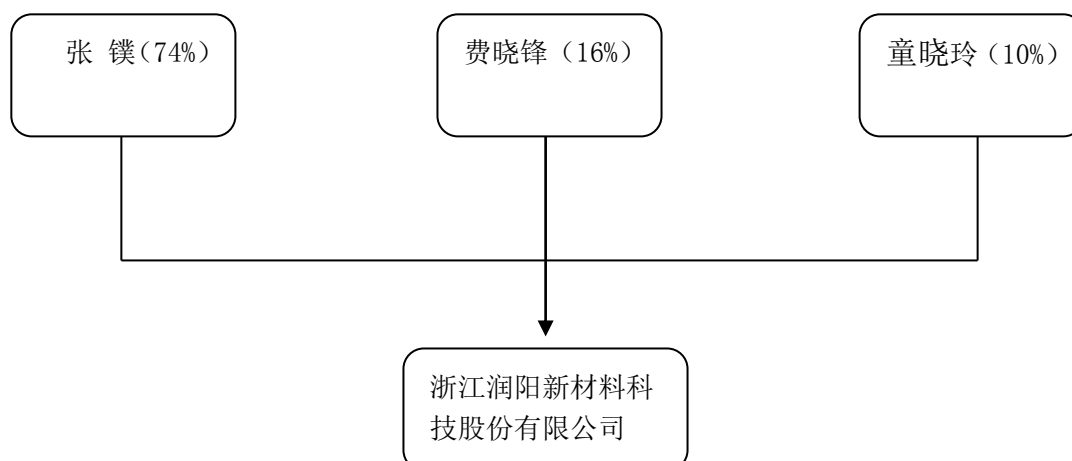 张 镤(74%)
费晓锋（16%）
童晓玲（10%）
浙江润阳新材料科
技股份有限公司